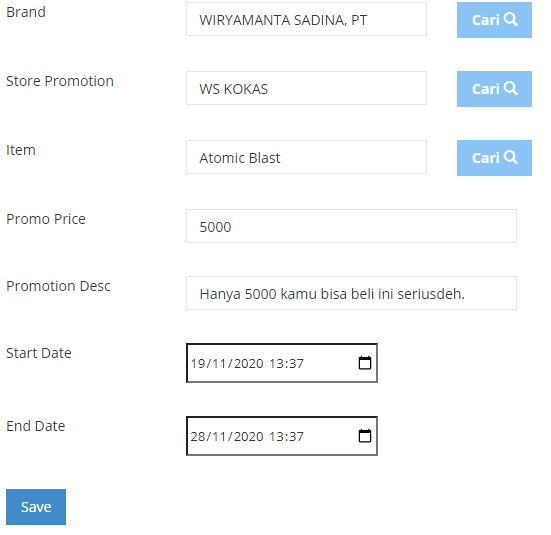 Brand WIRYAMANTA SADINA, PT Cari
Store Promotion WS KOKAS Cari
Item Atomic Blast Cari
Promo Price 5000
Promotion Desc Hanya 5000 kamu bisa beli ini seriusdeh.
Start Date 19/11/2020 13:37
End Date 28/11/2020 13:37
Save